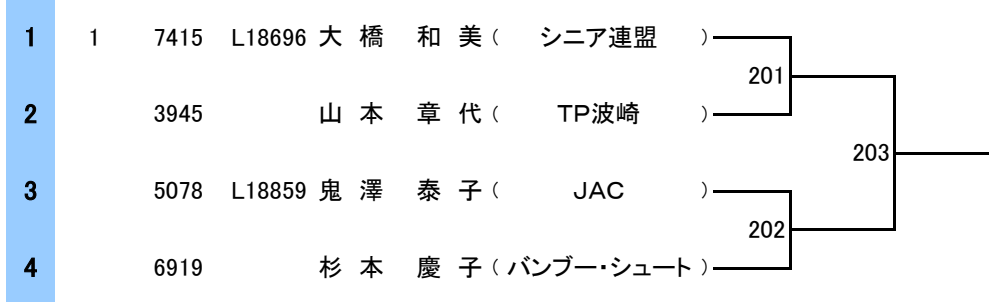 1 1 7415 L18696 大橋 和美（ シニア連盟 ）
201
2 3945 山本 章代（ TP波崎 ）
203
3 5078 L18859 鬼澤 泰子（ JAC ）
202
4 6919 杉本 慶子（ バンブー・シュート ）